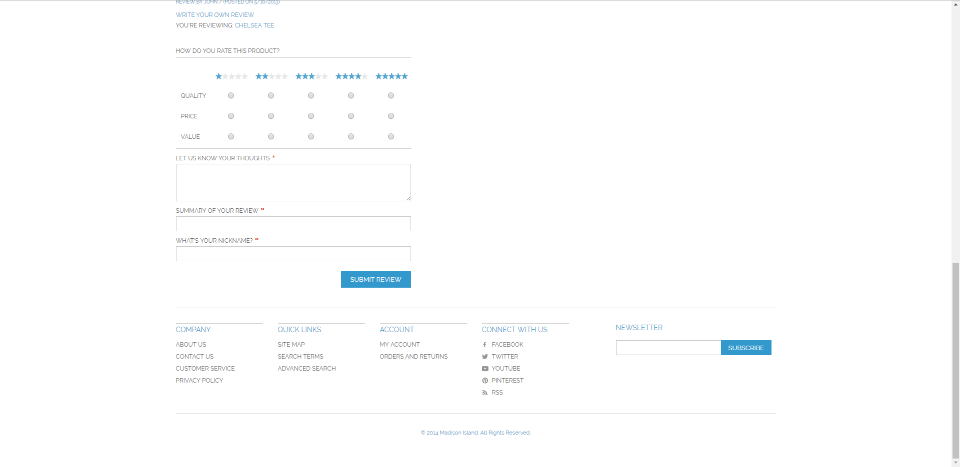 REVIEW BY JOHN / (POSTED ON 5/16/2013)
WRITE YOUR OWN REVIEW
YOU'RE REVIEWING: CHELSEA TEE
HOW DO YOU RATE THIS PRODUCT?
QUALITY
PRICE
VALUE
LET US KNOW YOUR THOUGHTS *
SUMMARY OF YOUR REVIEW *
WHAT'S YOUR NICKNAME? *
SUBMIT REVIEW
COMPANY
ABOUT US
CONTACT US
CUSTOMER SERVICE
PRIVACY POLICY
QUICK LINKS
SITE MAP
SEARCH TERMS
ADVANCED SEARCH
ACCOUNT
MY ACCOUNT
ORDERS AND RETURNS
CONNECT WITH US
FACEBOOK
TWITTER
YOUTUBE
PINTEREST
RSS
NEWSLETTER
SUBSCRIBE
© 2014 Madison Island. All Rights Reserved.